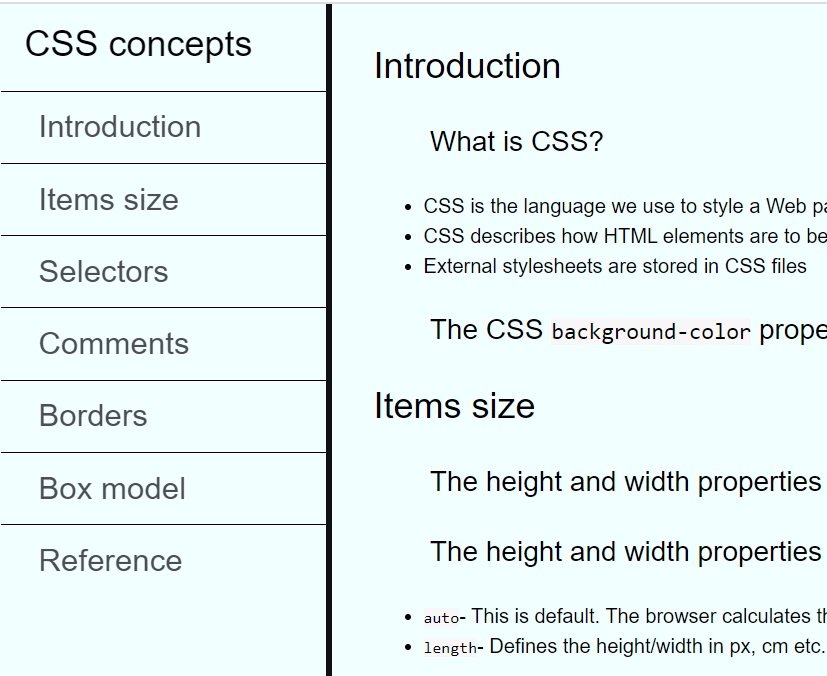 CSS concepts
Introduction
Items size
Selectors
Comments
Borders
Box model
Reference
Introduction
What is CSS?
CSS is the language we use to style a Web
CSS describes how HTML elements are to be
External stylesheets are stored in CSS files
The CSS background-color
Items size
The height and width properties
The height and width properties
auto- This is default. The browser calculates
length- Defines the height/width in px, cm etc.